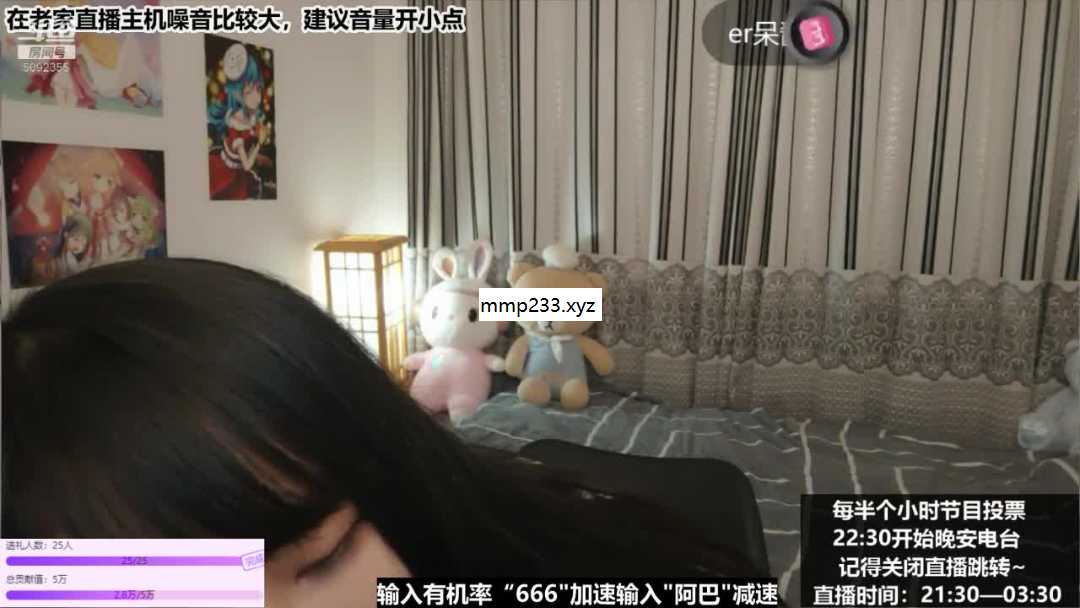 在老家直播主机噪音比较大，建议音量开小点
房间号
5092355
er呆
mmp233.xyz
每半个小时节目投票
22:30开始晚安电台
记得关闭直播跳转~
直播时间：21:30—03:30
送礼人数：25人
25/25
完成
总贡献值：5万
2.6万/5万
输入有机率“666"加速输入"阿巴"减速